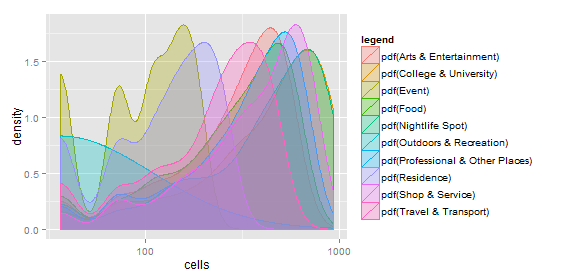 legend
pdf(Arts & Entertainment)
pdf(College & University)
pdf(Event)
pdf(Food)
pdf(Nightlife Spot)
pdf(Outdoors & Recreation)
pdf(Professional & Other Places)
pdf(Residence)
pdf(Shop & Service)
pdf(Travel & Transport)
density
1.5
1.0
0.5
0.0
100
1000
cells